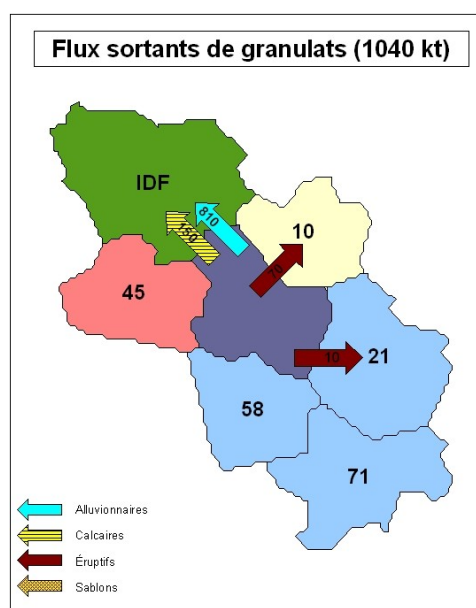 Flux sortants de granulats (1040 kt)
IDF
810
150
10
70
45
10
21
58
71
Alluvionnaires
Calcaires
Éruptifs
Sablons